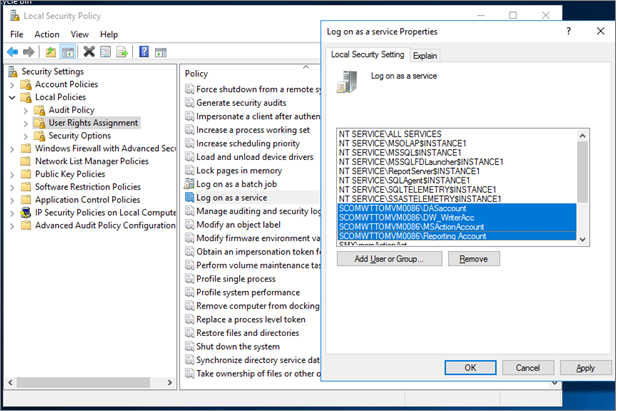 Local Security Policy
File Action View Help
Security Settings
Account Policies
Local Policies
Audit Policy
User Rights Assignment
Security Options
Windows Firewall with Advanced Secu
Network List Manager Policies
Public Key Policies
Software Restriction Policies
Application Control Policies
IP Security Policies on Local Compute
Advanced Audit Policy Configuration
Policy
Force shutdown from a remote sy
Generate security audits
Impersonate a client after authen
Increase a process working set
Increase scheduling priority
Load and unload device drivers
Lock pages in memory
Log on as a batch job
Log on as a service
Manage auditing and security log
Modify an object label
Modify firmware environment va
Obtain an impersonation token f
Perform volume maintenance tas
Profile single process
Profile system performance
Remove computer from docking
Replace a process level token
Restore files and directories
Shut down the system
Synchronize directory service dat
Take ownership of files or other o
Log on as a service Properties
? ×
Local Security Setting Explain
Log on as a service
NT SERVICE\ALL SERVICES
NT SERVICE\MSOLAP$INSTANCE1
NT SERVICE\MSSQL$INSTANCE1
NT SERVICE\MSSQLFDLauncher$INSTANCE1
NT SERVICE\ReportServer$INSTANCE1
NT SERVICE\SQLAgent$INSTANCE1
NT SERVICE\SQLTELEMETRY$INSTANCE1
NT SERVICE\SSASTELEMETRY$INSTANCE1
SCOMWTTOMVM0086\DASaccount
SCOMWTTOMVM0086\DW_WriterAcc
SCOMWTTOMVM0086\MSActionAccount
SCOMWTTOMVM0086\Reporting Account
Add User or Group... Remove
OK Cancel Apply